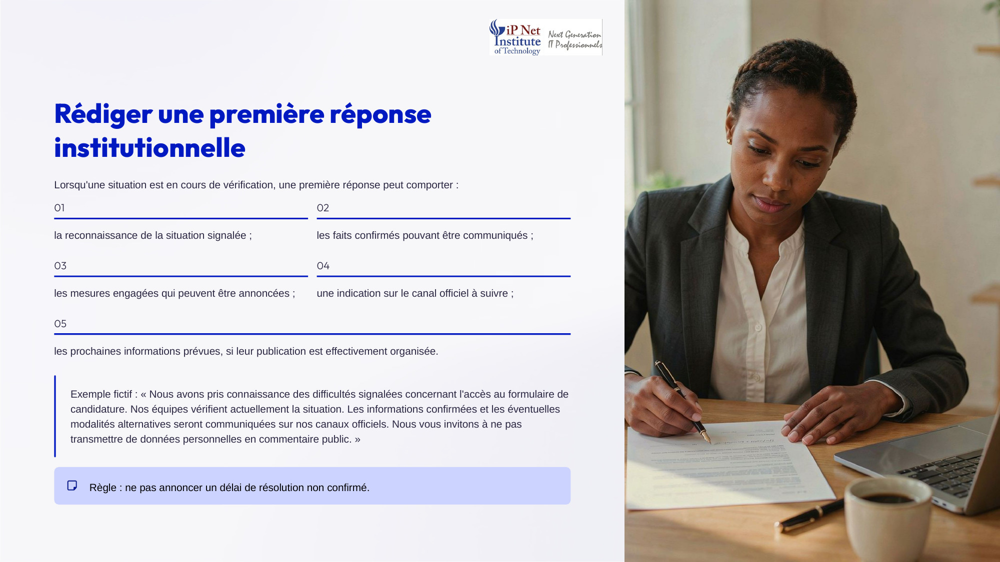 iP Net
Institute
of Technology
Next Generation
IT Professionnels
Rédiger une première réponse
institutionnelle
Lorsqu'une situation est en cours de vérification, une première réponse peut comporter :
01
la reconnaissance de la situation signalée ;
02
les faits confirmés pouvant être communiqués ;
03
les mesures engagées qui peuvent être annoncées ;
04
une indication sur le canal officiel à suivre ;
05
les prochaines informations prévues, si leur publication est effectivement organisée.
Exemple fictif : « Nous avons pris connaissance des difficultés signalées concernant l'accès au formulaire de
candidature. Nos équipes vérifient actuellement la situation. Les informations confirmées et les éventuelles
modalités alternatives seront communiquées sur nos canaux officiels. Nous vous invitons à ne pas
transmettre de données personnelles en commentaire public. »
Règle : ne pas annoncer un délai de résolution non confirmé.